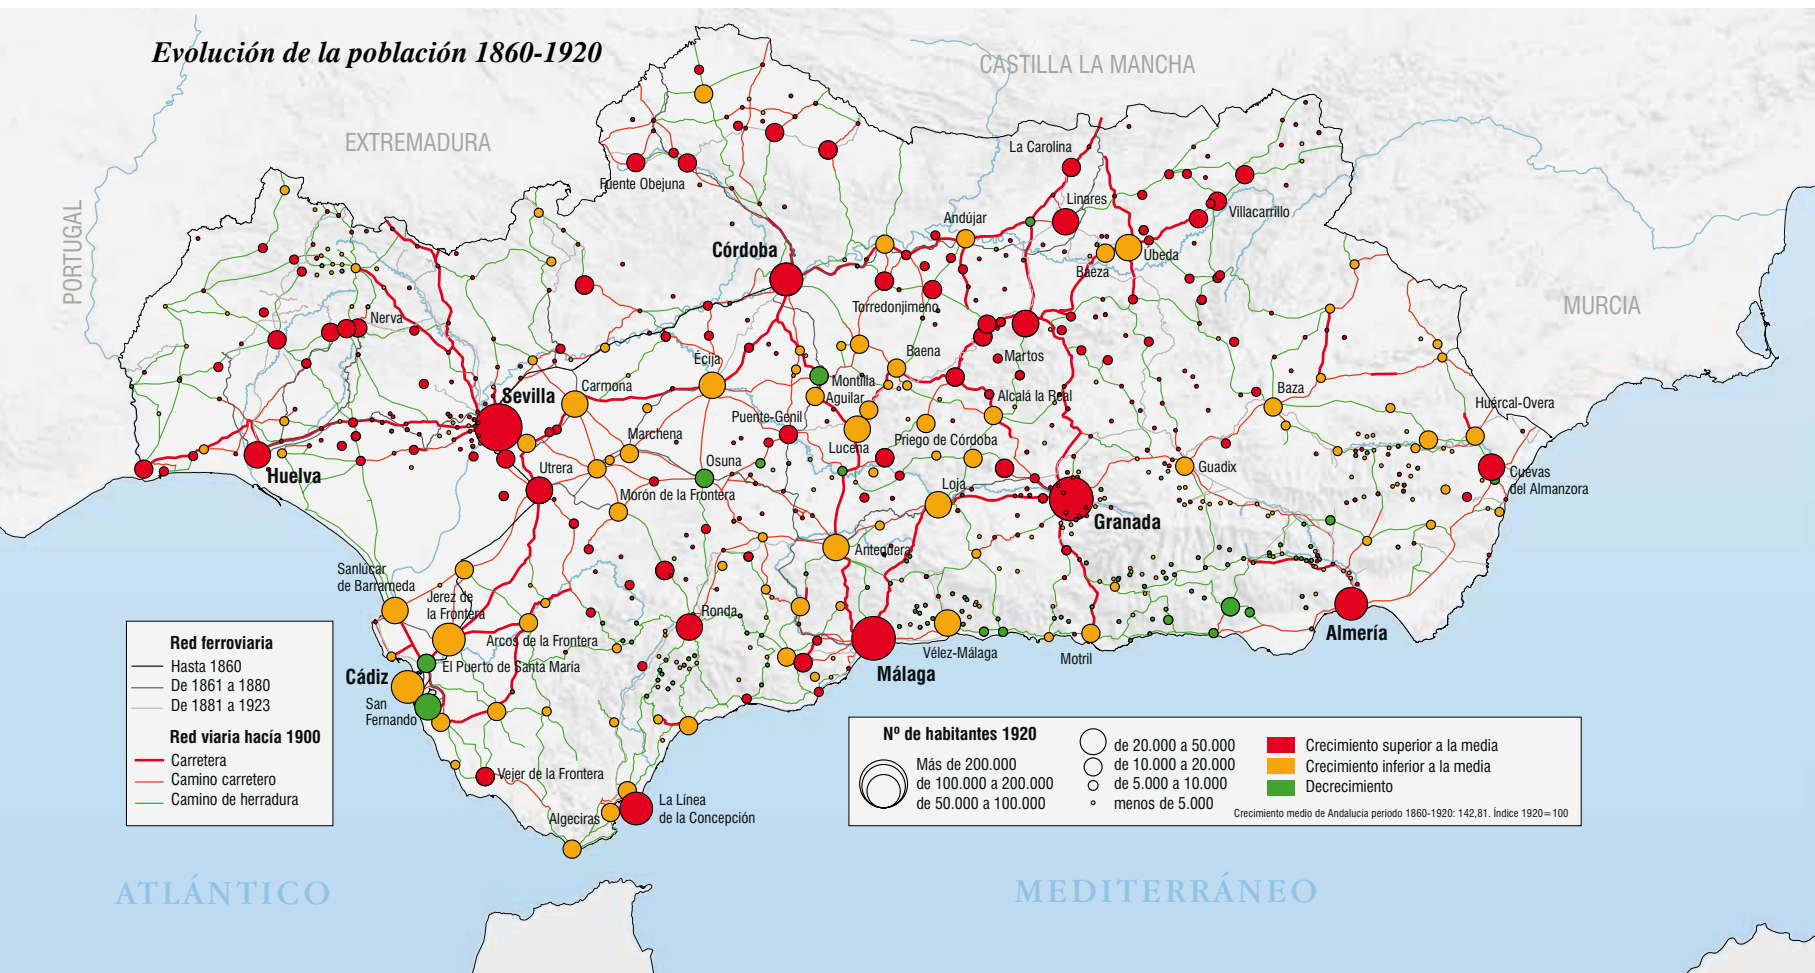 Evolución de la población 1860-1920
CASTILLA LA MANCHA
EXTREMADURA
PORTUGAL
MURCIA
La Carolina
Fuente Obejuna
Linares
Villacarrillo
Andújar
Córdoba
Úbeda
Baeza
Torredonjimeno
Nerva
Écija
Baena
Martos
Carmona
Montilla
Baza
Sevilla
Aguilar
Alcalá la Real
Huércal-Overa
Puente-Genil
Marchena
Priego de Córdoba
Lucena
Osuna
Utrera
Guadix
Huelva
Cuevas
del Almanzora
Morón de la Frontera
Loja
Granada
Antequera
Sanlúcar
de Barrameda
Jerez de
la Frontera
Ronda
Arcos de la Frontera
Almería
Vélez-Málaga
Motril
El Puerto de Santa María
Cádiz
Málaga
San
Fernando
Vejer de la Frontera
La Línea
de la Concepción
Algeciras
Red ferroviaria
Hasta 1860
De 1861 a 1880
De 1881 a 1923
Red viaria hacía 1900
Carretera
Camino carretero
Camino de herradura
Nº de habitantes 1920
Más de 200.000
de 100.000 a 200.000
de 50.000 a 100.000
de 20.000 a 50.000
de 10.000 a 20.000
de 5.000 a 10.000
menos de 5.000
Crecimiento superior a la media
Crecimiento inferior a la media
Decrecimiento
Crecimiento medio de Andalucía periodo 1860-1920: 142,81. Índice 1920=100
ATLÁNTICO
MEDITERRÁNEO